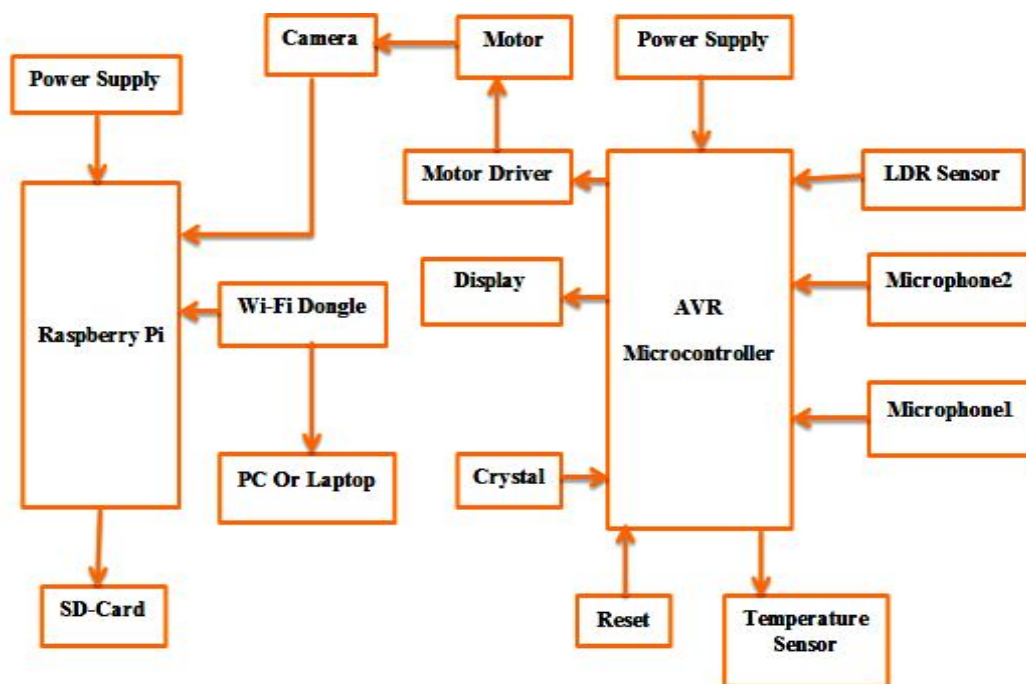 Camera
Motor
Power Supply
Power Supply
Motor Driver
LDR Sensor
Display
Microphone2
Wi-Fi Dongle
Raspberry Pi
AVR
Microcontroller
Microphone1
PC Or Laptop
Crystal
SD-Card
Reset
Temperature
Sensor